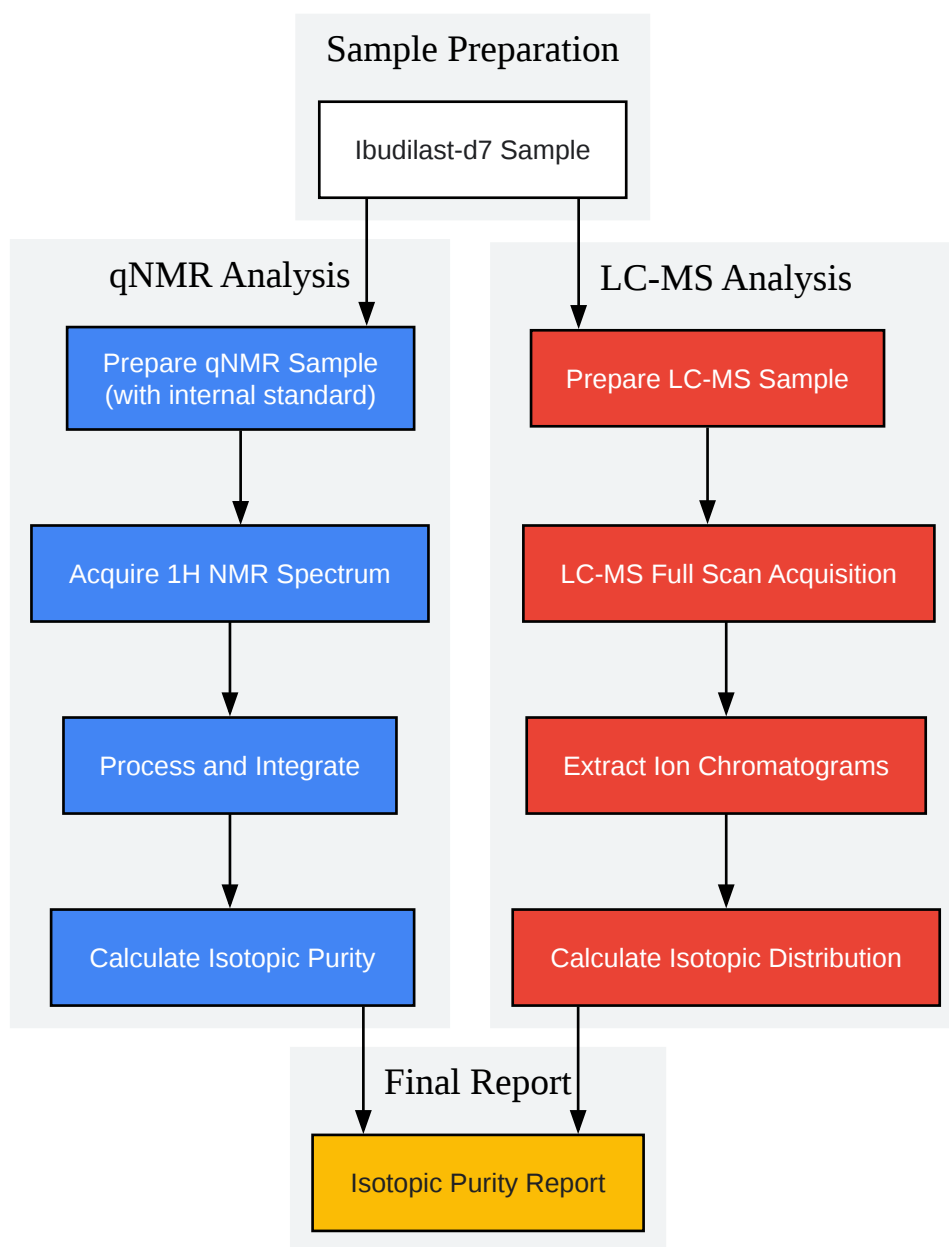 Sample Preparation
Ibudilast-d7 Sample
qNMR Analysis
Prepare qNMR Sample
(with internal standard)
Acquire 1H NMR Spectrum
Process and Integrate
Calculate Isotopic Purity
LC-MS Analysis
Prepare LC-MS Sample
LC-MS Full Scan Acquisition
Extract Ion Chromatograms
Calculate Isotopic Distribution
Final Report
Isotopic Purity Report